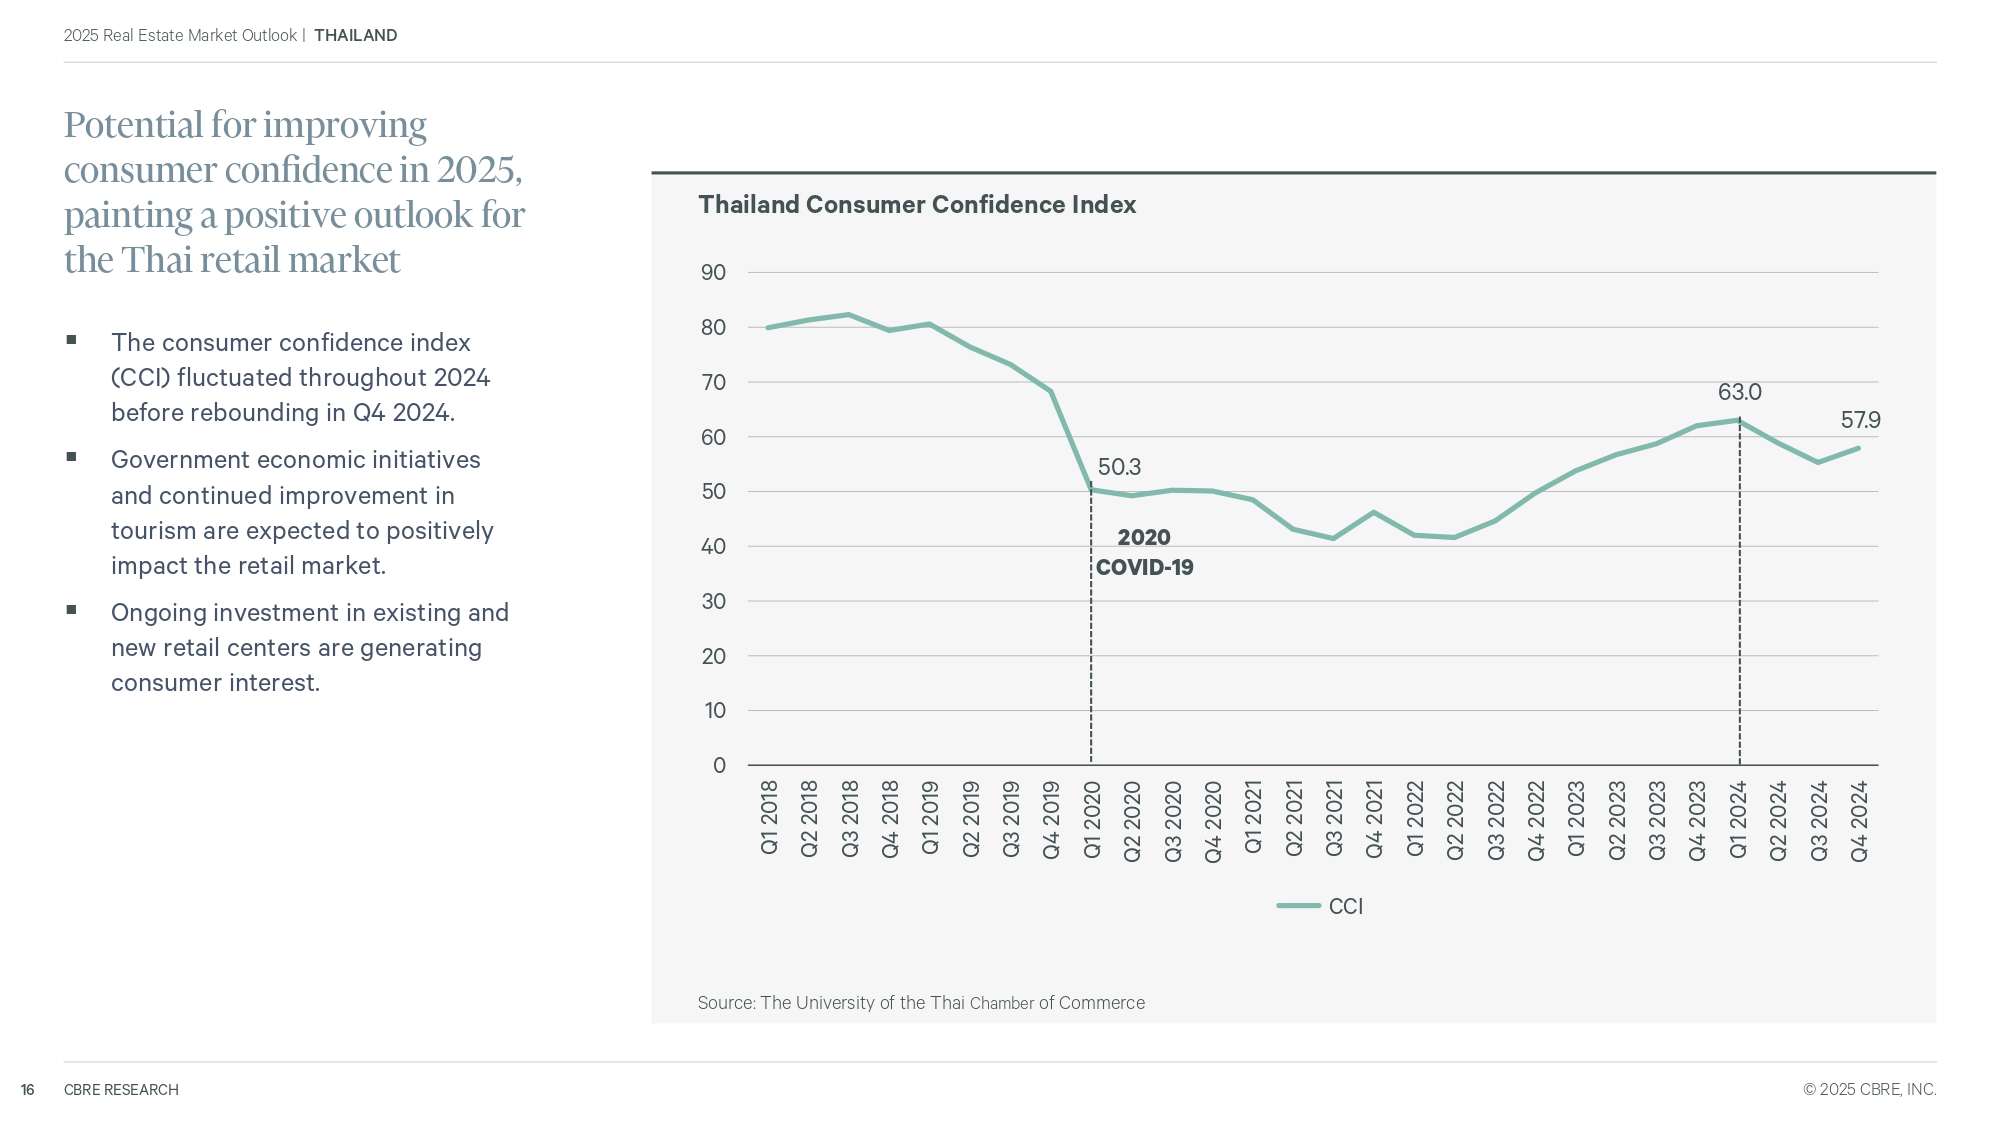 2025 Real Estate Market Outlook | THAILAND
Potential for improving
consumer confidence in 2025,
painting a positive outlook for
the Thai retail market
▪ The consumer confidence index
(CCI) fluctuated throughout 2024
before rebounding in Q4 2024.
▪ Government economic initiatives
and continued improvement in
tourism are expected to positively
impact the retail market.
▪ Ongoing investment in existing and
new retail centers are generating
consumer interest.
Thailand Consumer Confidence Index
90
80
70
60
50
40
30
20
10
0
63.0
57.9
50.3
2020
COVID-19
Q1 2018
Q2 2018
Q3 2018
Q4 2018
Q1 2019
Q2 2019
Q3 2019
Q4 2019
Q1 2020
Q2 2020
Q3 2020
Q4 2020
Q1 2021
Q2 2021
Q3 2021
Q4 2021
Q1 2022
Q2 2022
Q3 2022
Q4 2022
Q1 2023
Q2 2023
Q3 2023
Q4 2023
Q1 2024
Q2 2024
Q3 2024
Q4 2024
CCI
Source: The University of the Thai Chamber of Commerce
16 CBRE RESEARCH
© 2025 CBRE, INC.